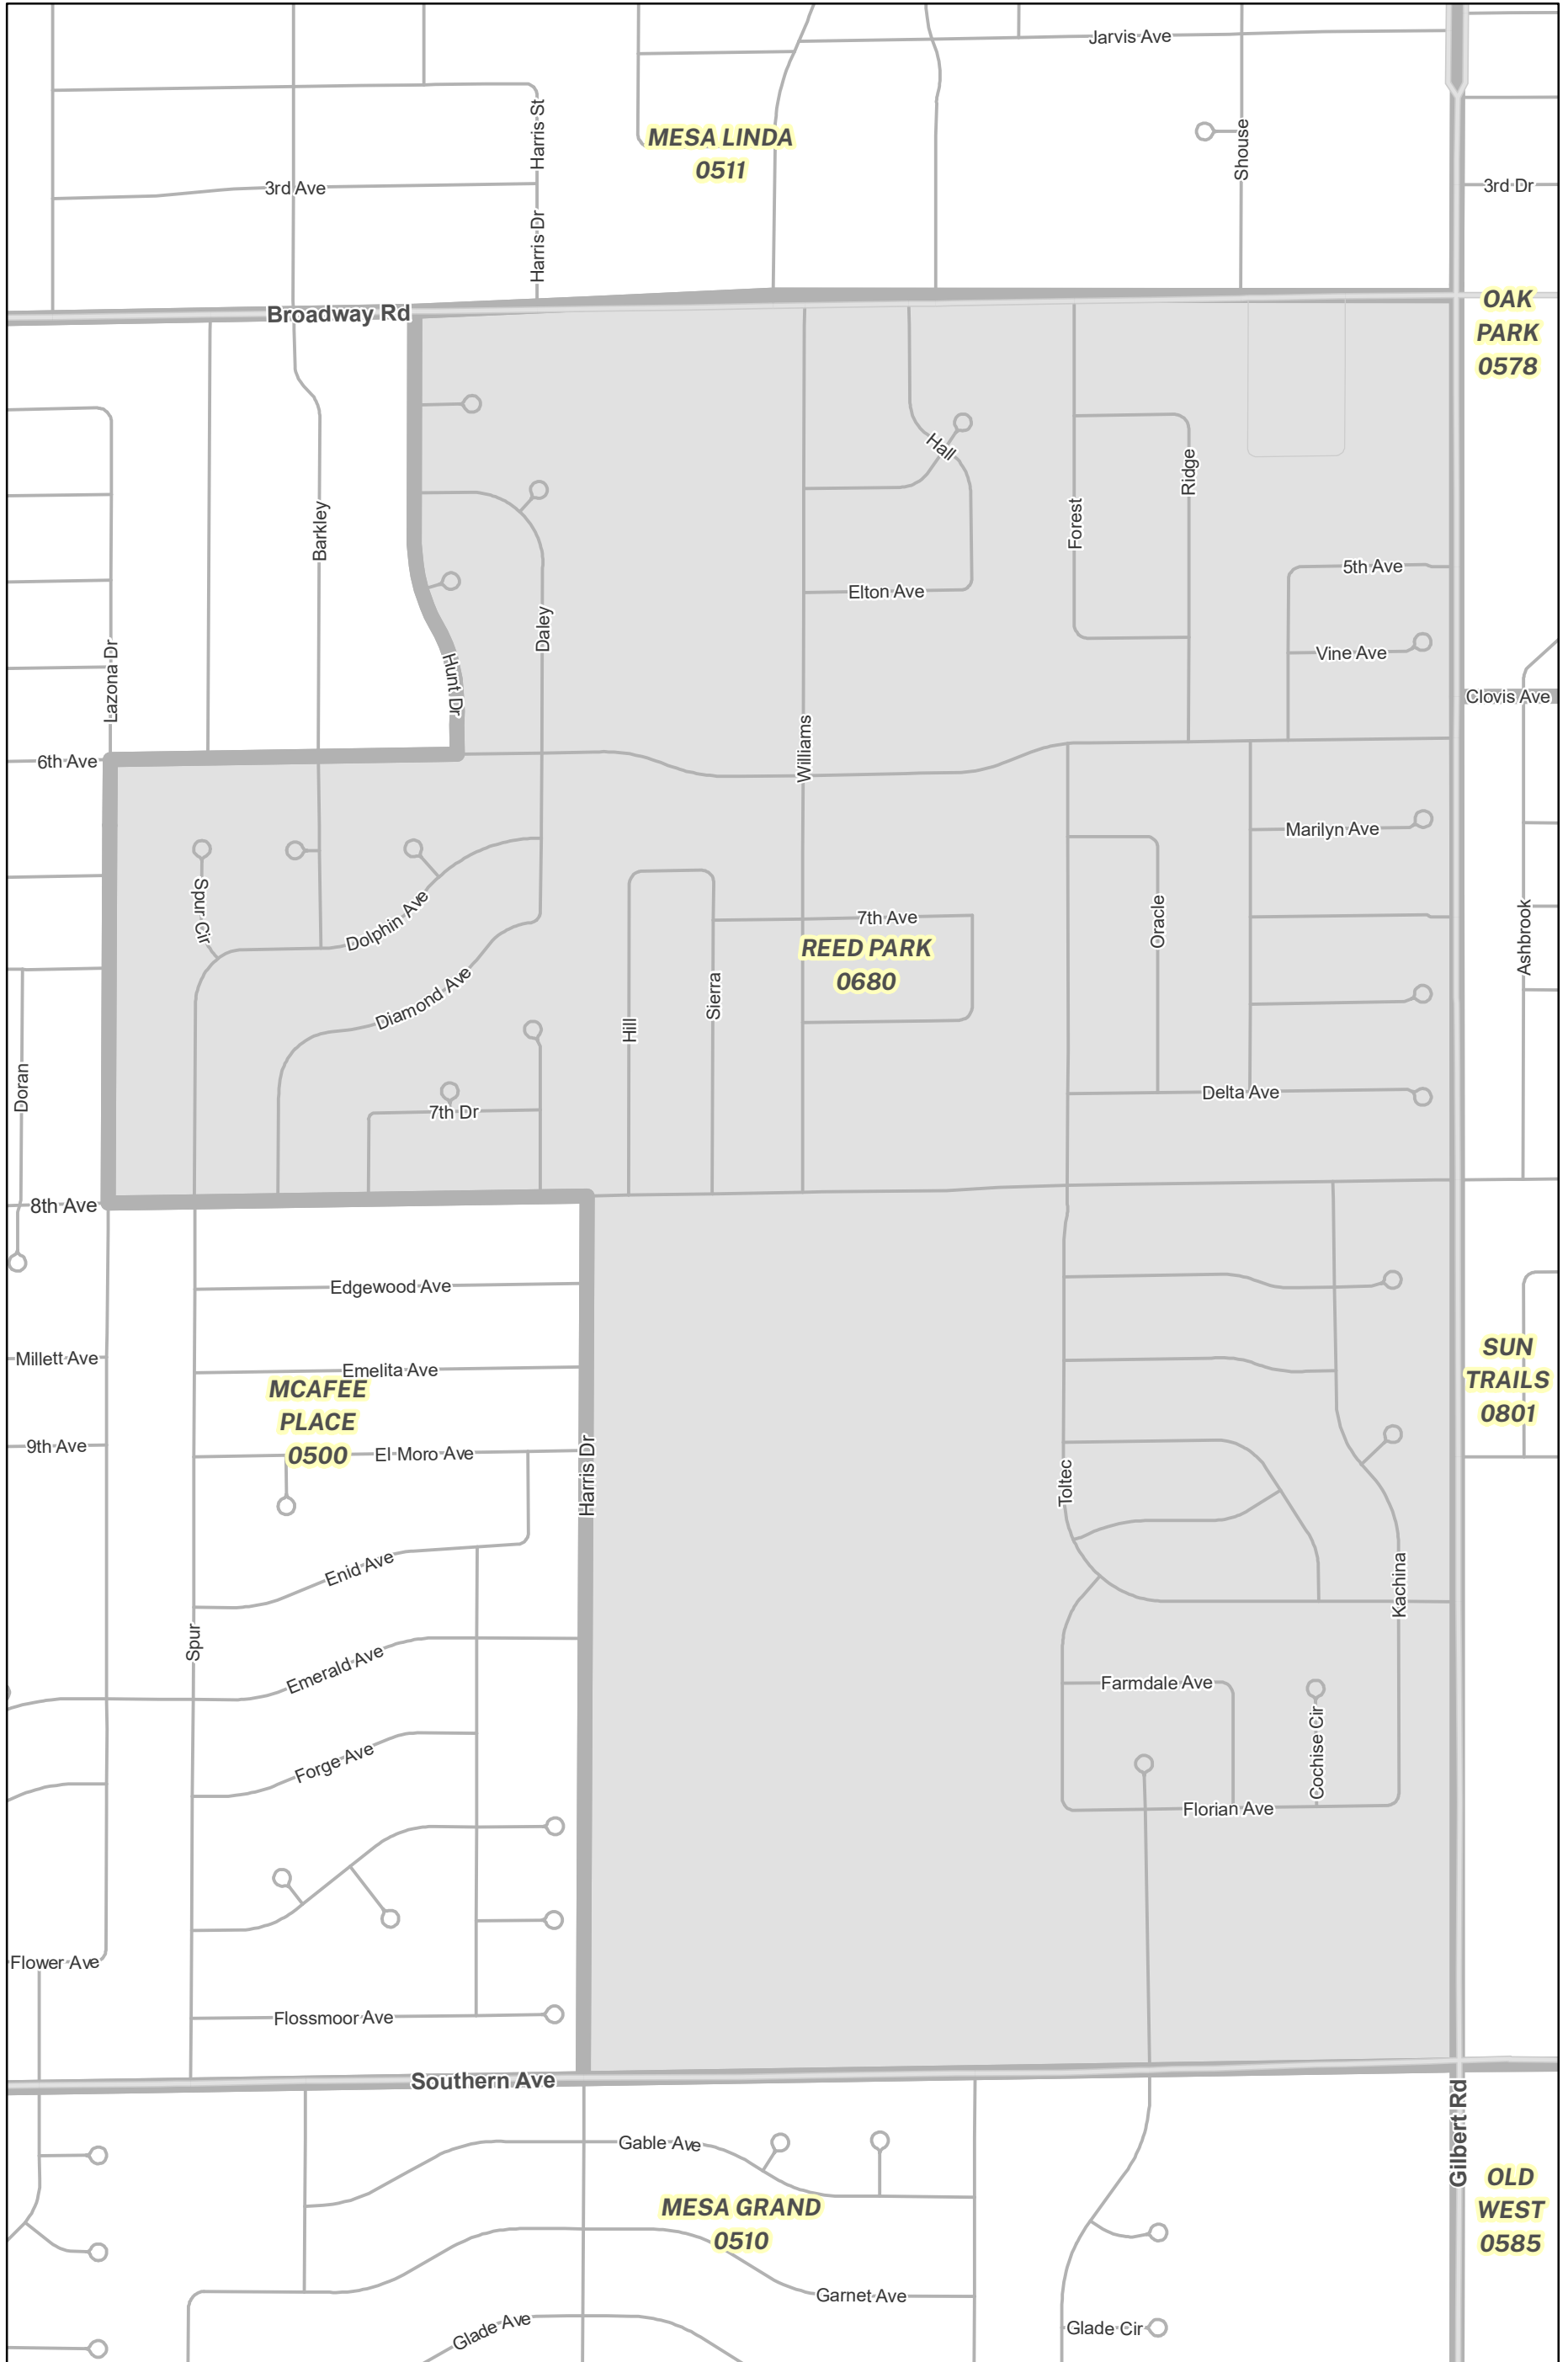 Jarvis Ave
Harris St
MESA LINDA
0511
Shouse
3rd Ave
3rd Dr
Harris Dr
Broadway Rd
OAK
PARK
0578
Hall
Ridge
Forest
Barkley
5th Ave
Elton Ave
Daley
Vine Ave
Lazona Dr
Hunt Dr
Clovis Ave
Williams
6th Ave
Marilyn Ave
Spur Cir
Dolphin Ave
7th Ave
Oracle
Ashbrook
REED PARK
0680
Diamond Ave
Sierra
Hill
Doran
7th Dr
Delta Ave
8th Ave
Edgewood Ave
Millett Ave
Emelita Ave
SUN
TRAILS
0801
MCAFEE
PLACE
0500
9th Ave
El Moro Ave
Harris Dr
Toltec
Enid Ave
Kachina
Spur
Emerald Ave
Farmdale Ave
Cochise Cir
Forge Ave
Florian Ave
Flower Ave
Flossmoor Ave
Southern Ave
Gilbert Rd
Gable Ave
MESA GRAND
0510
OLD
WEST
0585
Garnet Ave
Glade Ave
Glade Cir